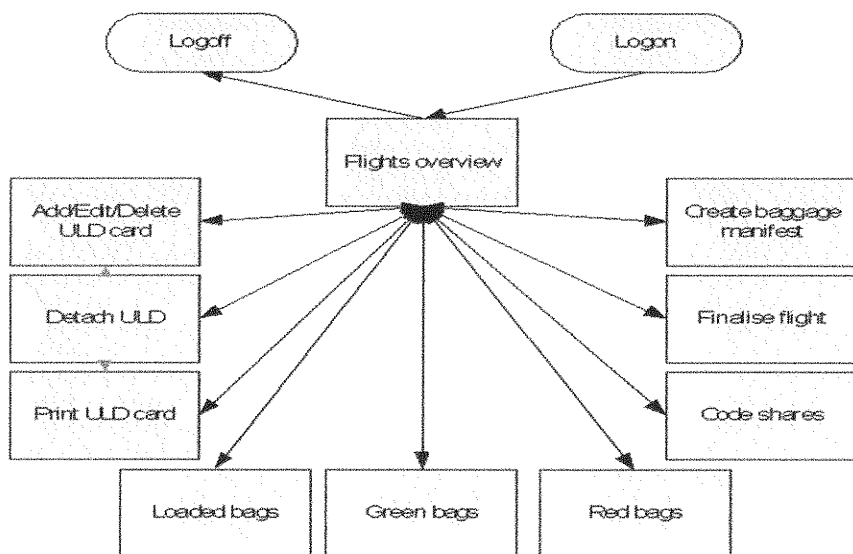 Logoff
Logon
Flights overview
Add/Edit/Delete
ULD card
Create baggage
manifest
Detach ULD
Finalise flight
Print ULD card
Code shares
Loaded bags
Green bags
Red bags